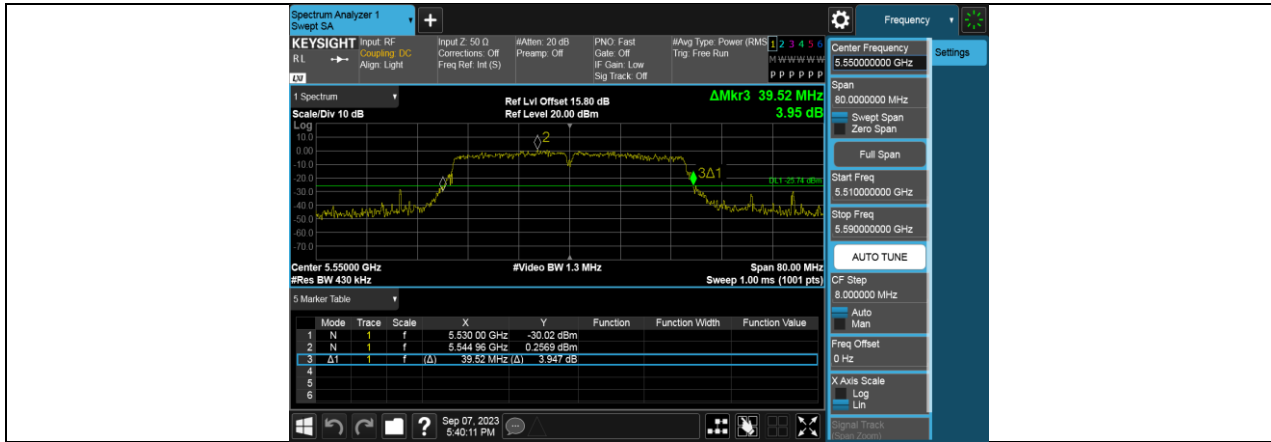 Spectrum Analyzer 1
Swept SA
Frequency
KEYSIGHT
RL
LXI
Input: RF
Coupling: DC
Align: Light
Input Z: 50 Ω
Corrections: Off
Freq Ref: Int (S)
#Atten: 20 dB
Preamp: Off
PNO: Fast
Gate: Off
IF Gain: Low
Sig Track: Off
#Avg Type: Power (RMS
Trig: Free Run
1 2 3 4 5 6
M W W W W W
P P P P P P
1 Spectrum
Scale/Div 10 dB
Ref Lvl Offset 15.80 dB
Ref Level 20.00 dBm
ΔMkr3 39.52 MHz
3.95 dB
Log
10.0
0.00
-10.0
-20.0
-30.0
-40.0
-50.0
-60.0
-70.0
2
3Δ1
DL1 -25.74 dBm
Center 5.55000 GHz
#Res BW 430 kHz
#Video BW 1.3 MHz
Span 80.00 MHz
Sweep 1.00 ms (1001 pts)
5 Marker Table
Mode Trace Scale X Y Function Function Width Function Value
1 N 1 f 5.530 00 GHz -30.02 dBm
2 N 1 f 5.544 96 GHz 0.2569 dBm
3 Δ1 1 f (Δ) 39.52 MHz (Δ) 3.947 dB
4
5
6
Sep 07, 2023
5:40:11 PM
Center Frequency
5.550000000 GHz
Settings
Span
80.0000000 MHz
Swept Span
Zero Span
Full Span
Start Freq
5.510000000 GHz
Stop Freq
5.590000000 GHz
AUTO TUNE
CF Step
8.000000 MHz
Auto
Man
Freq Offset
0 Hz
X Axis Scale
Log
Lin
Signal Track
(Span Zoom)